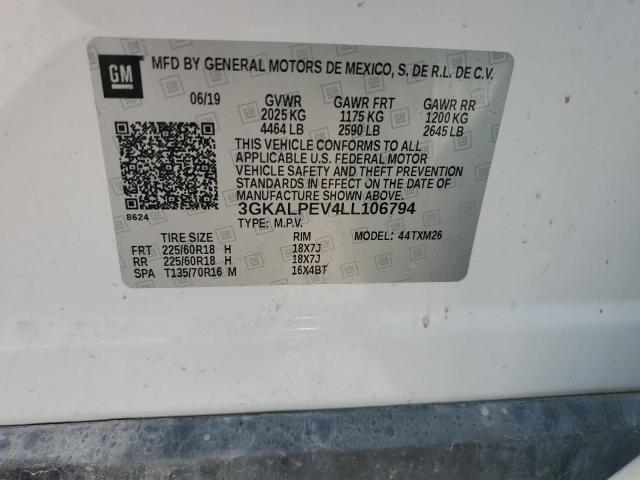 GM MFD BY GENERAL MOTORS DE MEXICO, S. DE R.L. DE C.V.
06/19 GVWR GAWR FRT GAWR RR
2025 KG 1175 KG 1200 KG
4464 LB 2590 LB 2645 LB
THIS VEHICLE CONFORMS TO ALL
APPLICABLE U.S. FEDERAL MOTOR
VEHICLE SAFETY AND THEFT PREVENTION
STANDARDS IN EFFECT ON THE DATE OF
MANUFACTURE SHOWN ABOVE.
8624 3GKALPEV4LL106794
TYPE: M.P.V.
TIRE SIZE RIM MODEL: 44TXM26
FRT 225/60R18 H 18X7J
RR 225/60R18 H 18X7J
SPA T135/70R16 M 16X4BT